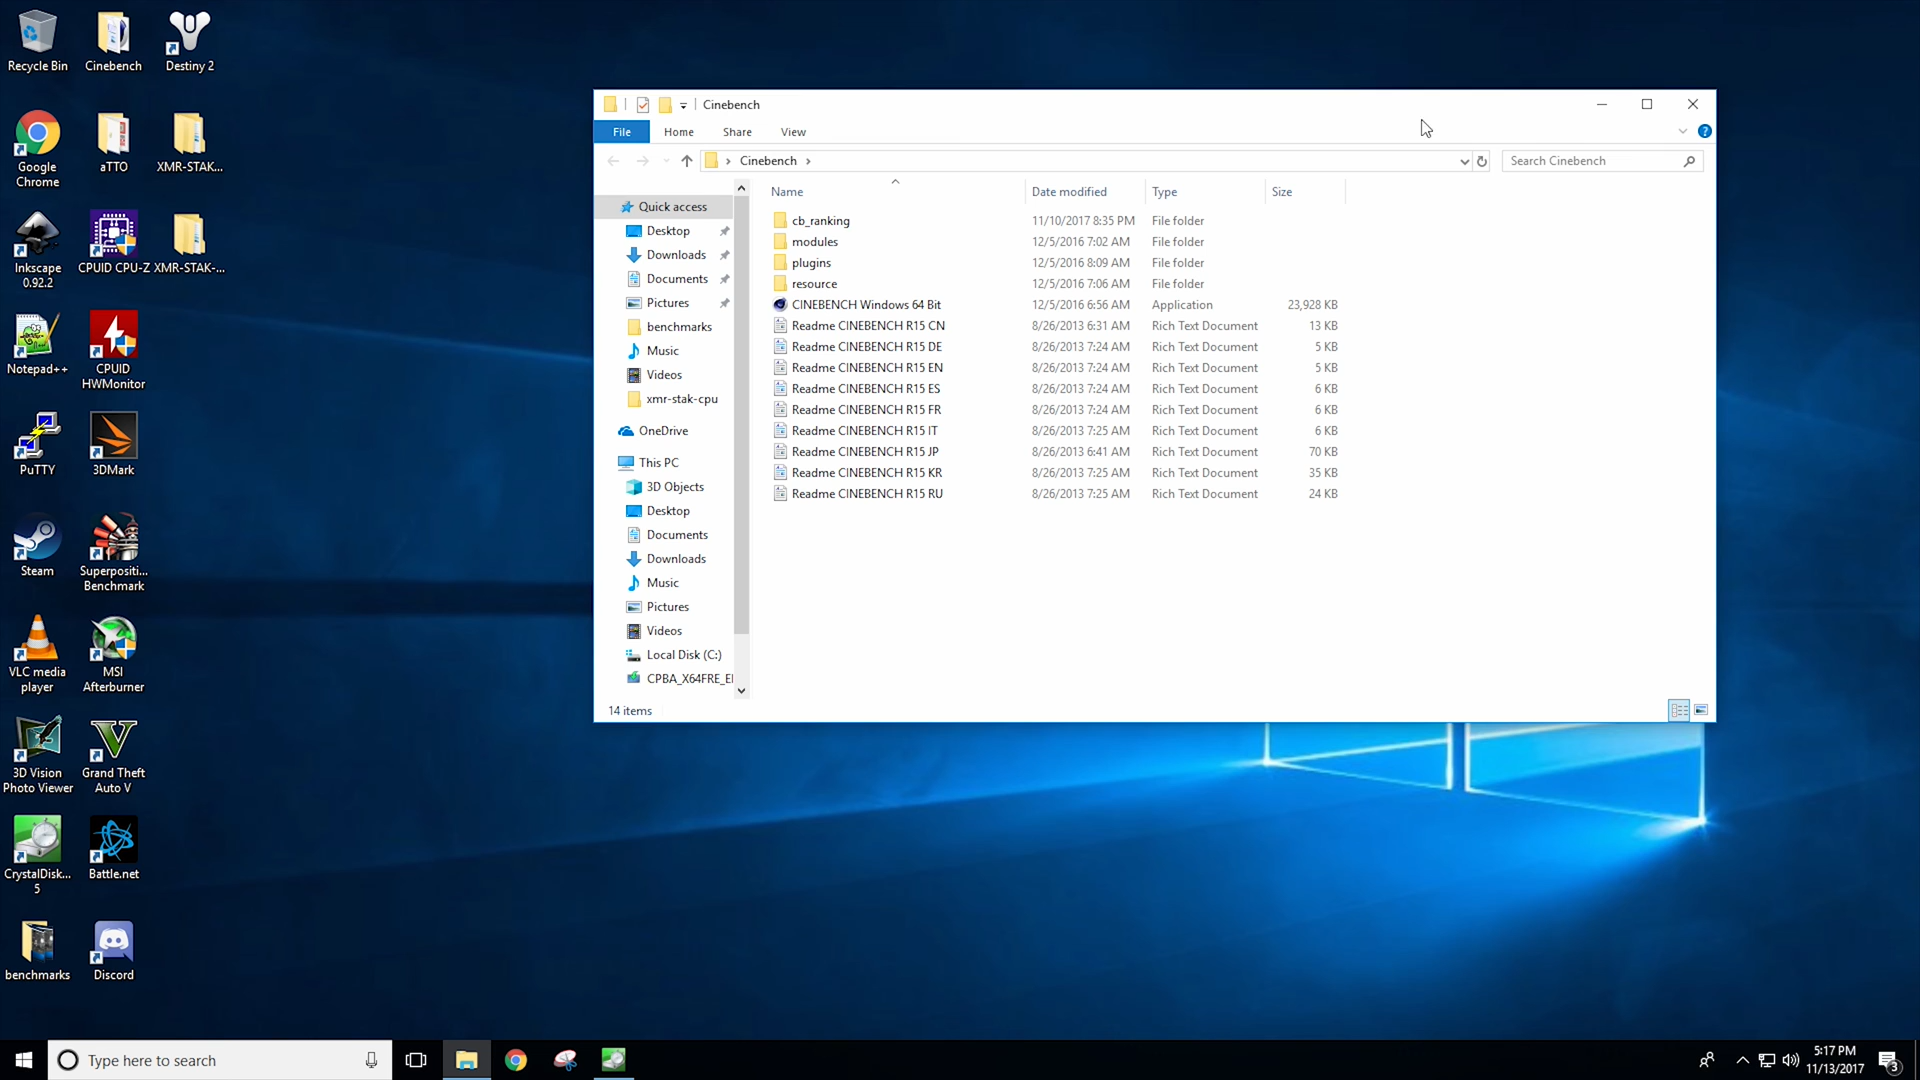 Recycle Bin
Cinebench
Destiny 2
Google
Chrome
aTTO
XMR-STAK...
Inkscape
0.92.2
CPUID CPU-Z
XMR-STAK-...
Notepad++
CPUID
HWMonitor
PuTTY
3DMark
Steam
Superpositi...
Benchmark
VLC media
player
MSI
Afterburner
3D Vision
Photo Viewer
Grand Theft
Auto V
CrystalDisk...
5
Battle.net
benchmarks
Discord
Cinebench
File Home Share View
Cinebench
Search Cinebench
Quick access
Desktop
Downloads
Documents
Pictures
benchmarks
Music
Videos
xmr-stak-cpu
OneDrive
This PC
3D Objects
Desktop
Documents
Downloads
Music
Pictures
Videos
Local Disk (C:)
CPBA_X64FRE_E
Name Date modified Type Size
cb_ranking 11/10/2017 8:35 PM File folder
modules 12/5/2016 7:02 AM File folder
plugins 12/5/2016 8:09 AM File folder
resource 12/5/2016 7:06 AM File folder
CINEBENCH Windows 64 Bit 12/5/2016 6:56 AM Application 23,928 KB
Readme CINEBENCH R15 CN 8/26/2013 6:31 AM Rich Text Document 13 KB
Readme CINEBENCH R15 DE 8/26/2013 7:24 AM Rich Text Document 5 KB
Readme CINEBENCH R15 EN 8/26/2013 7:24 AM Rich Text Document 5 KB
Readme CINEBENCH R15 ES 8/26/2013 7:24 AM Rich Text Document 6 KB
Readme CINEBENCH R15 FR 8/26/2013 7:24 AM Rich Text Document 6 KB
Readme CINEBENCH R15 IT 8/26/2013 7:25 AM Rich Text Document 6 KB
Readme CINEBENCH R15 JP 8/26/2013 6:41 AM Rich Text Document 70 KB
Readme CINEBENCH R15 KR 8/26/2013 7:25 AM Rich Text Document 35 KB
Readme CINEBENCH R15 RU 8/26/2013 7:25 AM Rich Text Document 24 KB
14 items
Type here to search
5:17 PM
11/13/2017
3